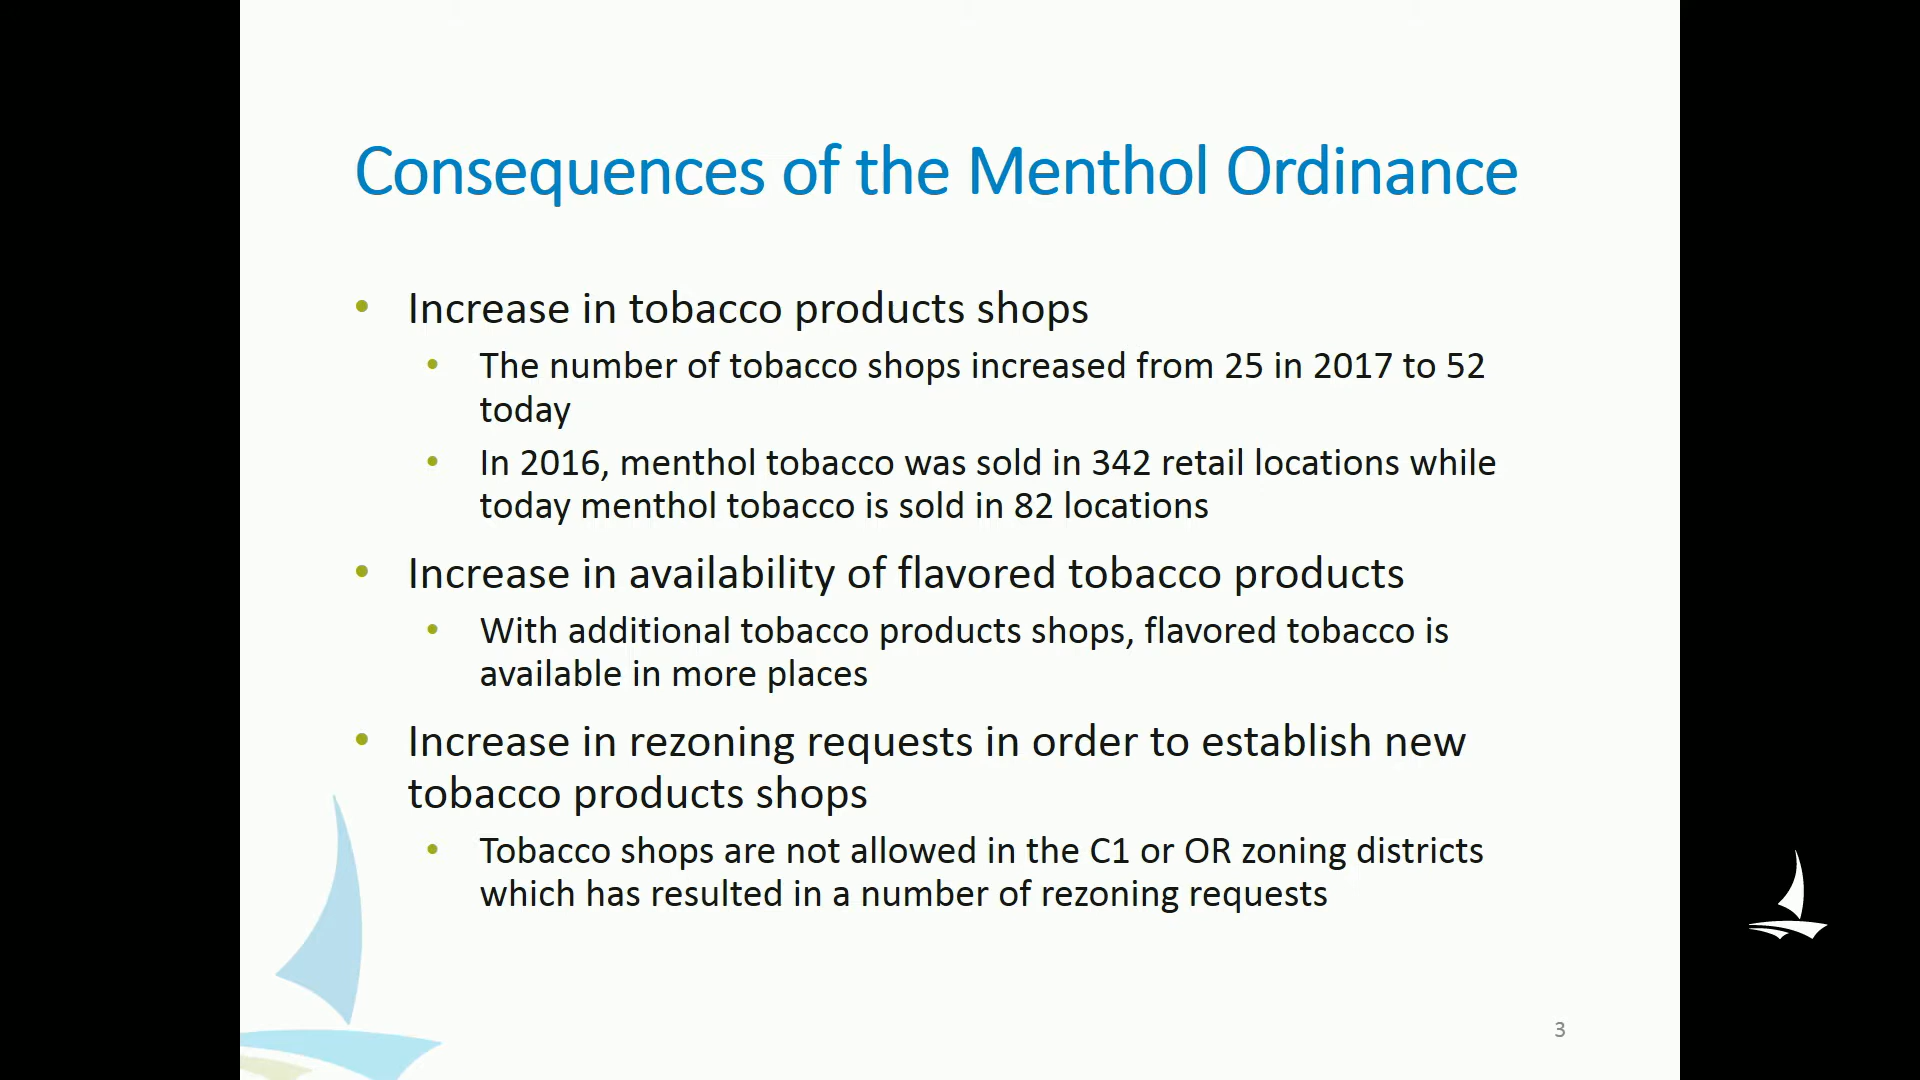 Consequences of the Menthol Ordinance
• Increase in tobacco products shops
• The number of tobacco shops increased from 25 in 2017 to 52
today
• In 2016, menthol tobacco was sold in 342 retail locations while
today menthol tobacco is sold in 82 locations
• Increase in availability of flavored tobacco products
• With additional tobacco products shops, flavored tobacco is
available in more places
• Increase in rezoning requests in order to establish new
tobacco products shops
• Tobacco shops are not allowed in the C1 or OR zoning districts
which has resulted in a number of rezoning requests
3